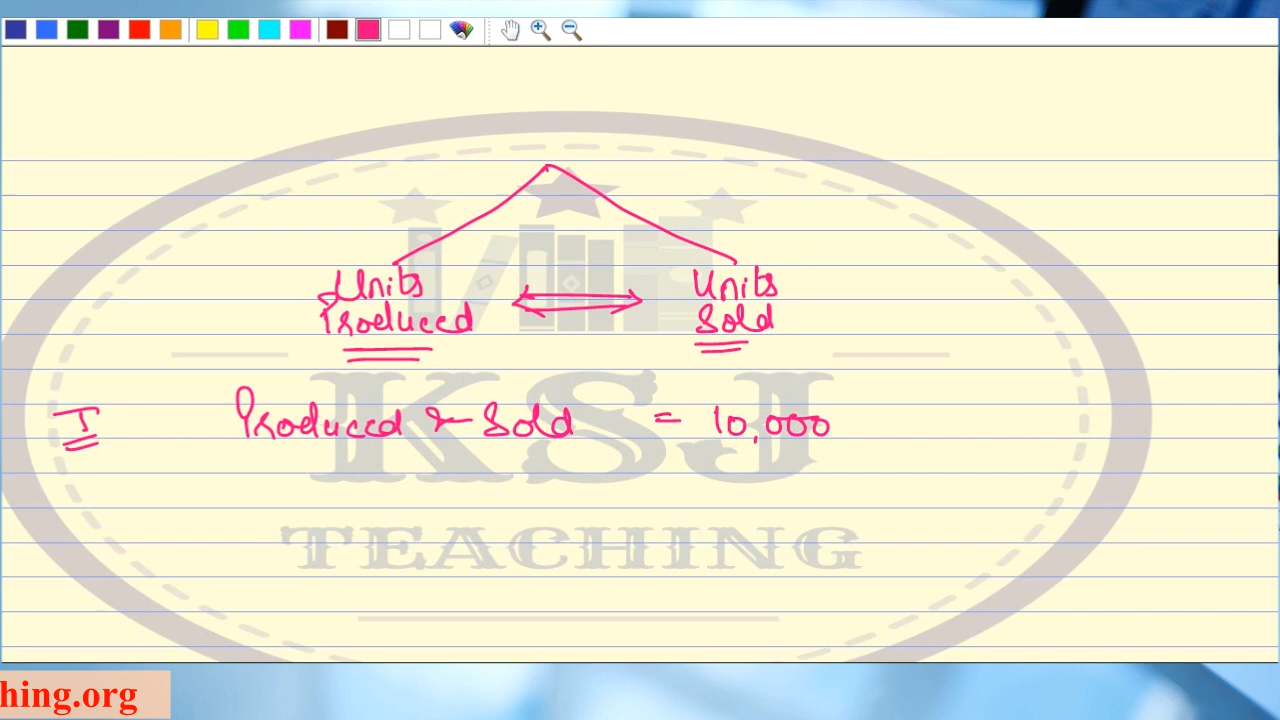 Units
Produced
Units
Sold
I Produced & Sold = 10,000
KSJ
TEACHING
hing.org